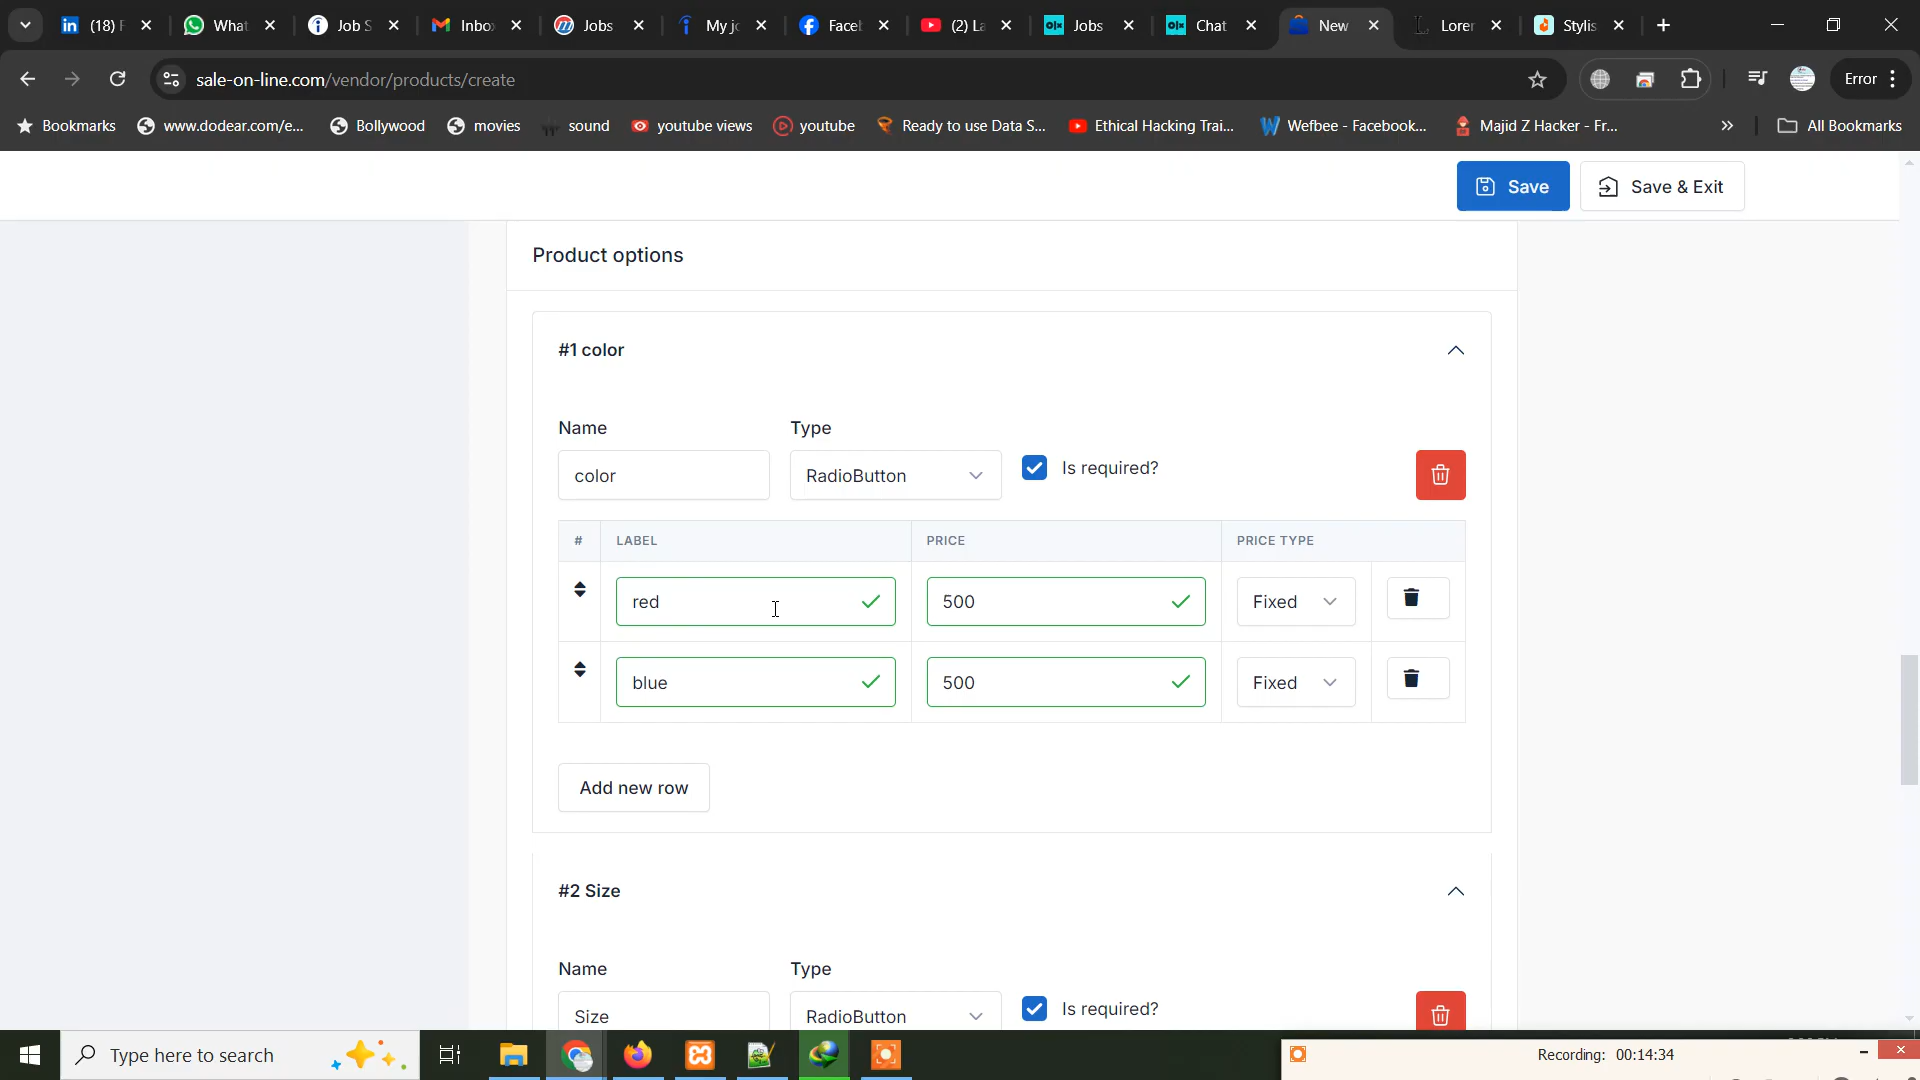 (18) F
What
Job S
Inbo
Jobs
My jo
Facel
(2) La
Jobs
Chat
New
Lorer
Stylis
sale-on-line.com/vendor/products/create
Error
Bookmarks
www.dodear.com/e...
Bollywood
movies
sound
youtube views
youtube
Ready to use Data S...
Ethical Hacking Trai...
Wefbee - Facebook...
Majid Z Hacker - Fr...
All Bookmarks
Save
Save & Exit
Product options
#1 color
Name
Type
color
RadioButton
Is required?
#
LABEL
PRICE
PRICE TYPE
red
500
Fixed
blue
500
Fixed
Add new row
#2 Size
Name
Type
Size
RadioButton
Is required?
Type here to search
Recording: 00:14:34